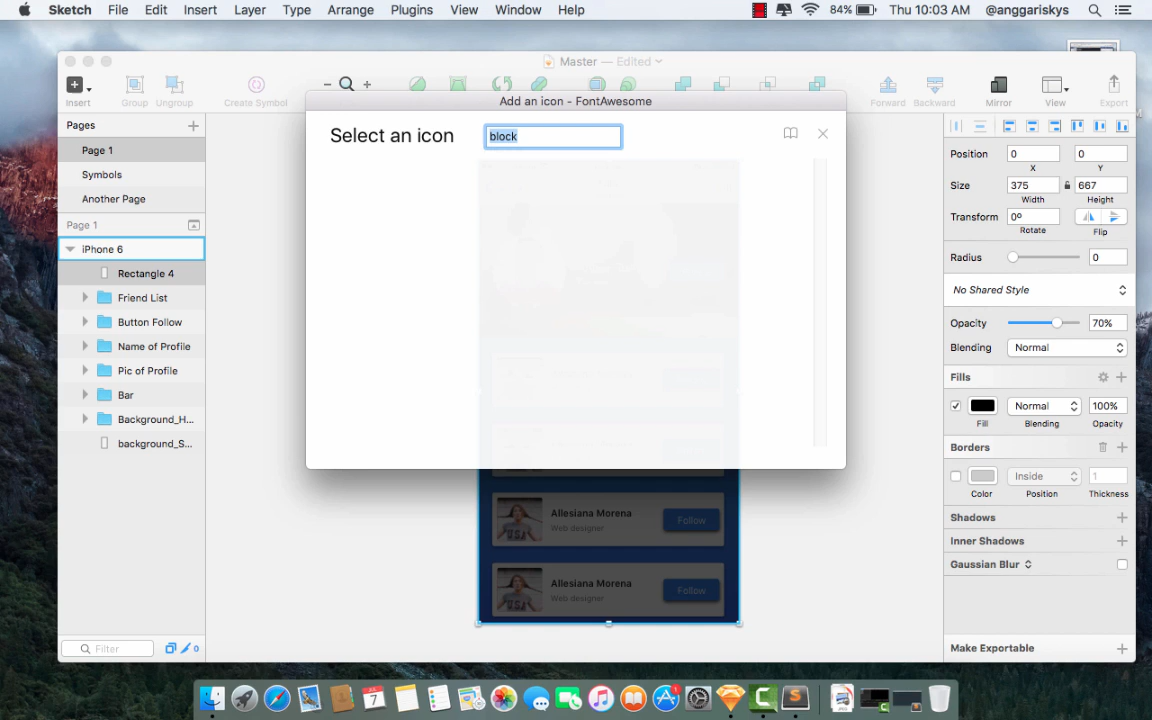 Sketch File Edit Insert Layer Type Arrange Plugins View Window Help 84% Thu 10:03 AM @anggariskys
Master — Edited
Insert Group Ungroup Create Symbol Forward Backward Mirror View Export
Add an icon - FontAwesome
Select an icon block
Pages
Page 1
Symbols
Another Page
Page 1
iPhone 6
Rectangle 4
Friend List
Button Follow
Name of Profile
Pic of Profile
Bar
Background_H...
background_S...
Filter 0
Position 0 0
X Y
Size 375 667
Width Height
Transform 0º
Rotate Flip
Radius 0
No Shared Style
Opacity 70%
Blending Normal
Fills
Normal 100%
Fill Blending Opacity
Borders
Inside 1
Color Position Thickness
Shadows
Inner Shadows
Gaussian Blur
Make Exportable
Allesiana Morena
Web designer
Follow
Allesiana Morena
Web designer
Follow
USA
USA
7
1